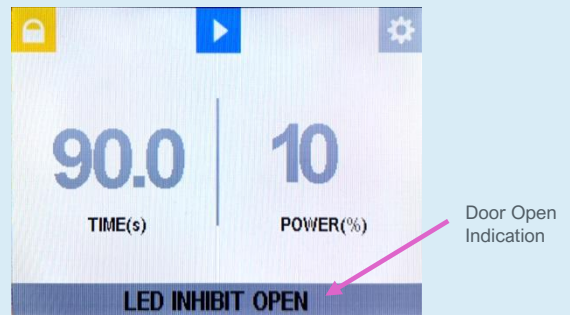 90.0
10
TIME(s)
POWER(%)
LED INHIBIT OPEN
Door Open
Indication